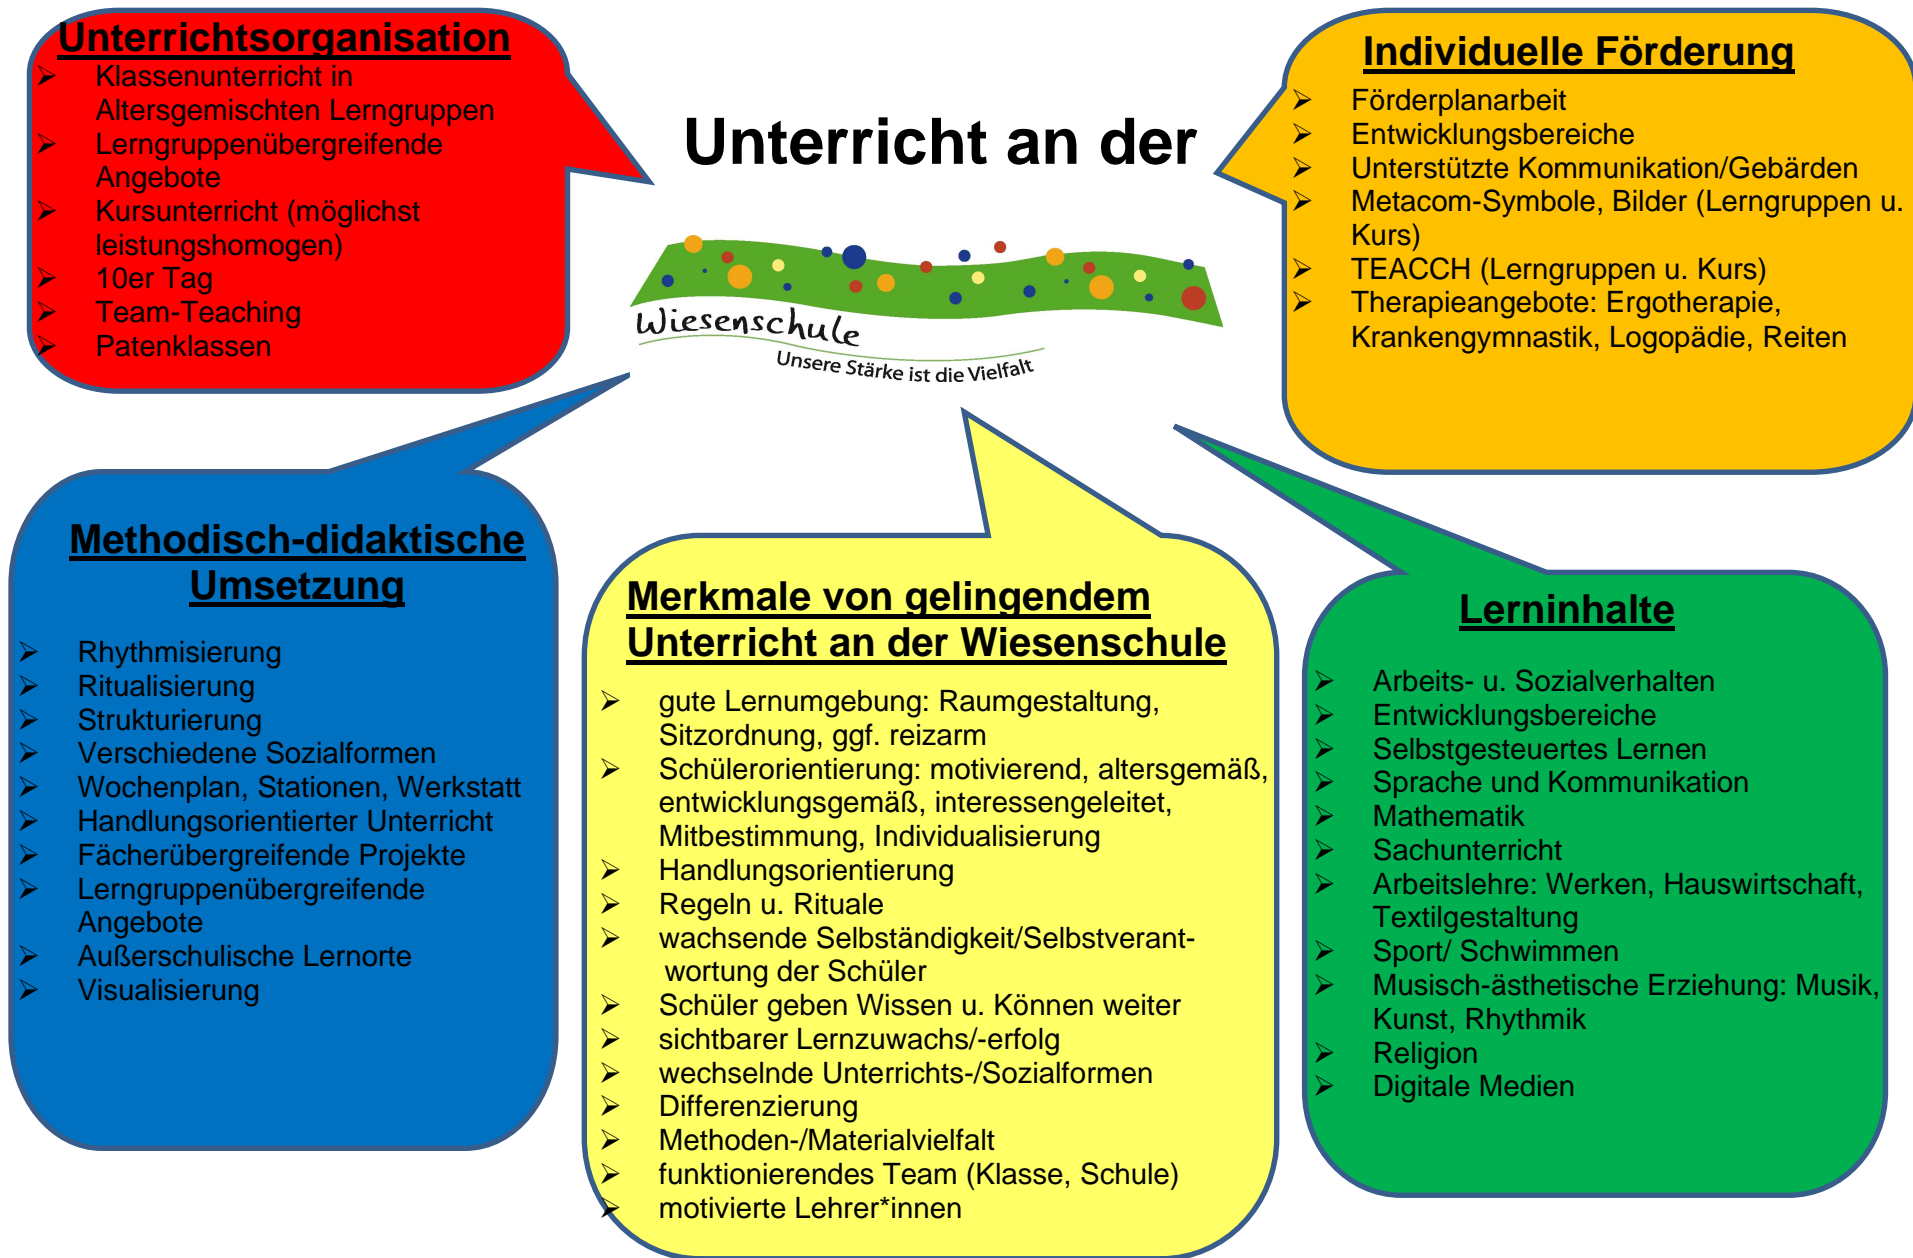 Unterrichtsorganisation
➢ Klassenunterricht in
Altersgemischten Lerngruppen
➢ Lerngruppenübergreifende
Angebote
➢ Kursunterricht (möglichst
leistungshomogen)
➢ 10er Tag
➢ Team-Teaching
➢ Patenklassen
Unterricht an der
Wiesenschule
Unsere Stärke ist die Vielfalt
Individuelle Förderung
➢ Förderplanarbeit
➢ Entwicklungsbereiche
➢ Unterstützte Kommunikation/Gebärden
➢ Metacom-Symbole, Bilder (Lerngruppen u.
Kurs)
➢ TEACCH (Lerngruppen u. Kurs)
➢ Therapieangebote: Ergotherapie,
Krankengymnastik, Logopädie, Reiten
Methodisch-didaktische
Umsetzung
➢ Rhythmisierung
➢ Ritualisierung
➢ Strukturierung
➢ Verschiedene Sozialformen
➢ Wochenplan, Stationen, Werkstatt
➢ Handlungsorientierter Unterricht
➢ Fächerübergreifende Projekte
➢ Lerngruppenübergreifende
Angebote
➢ Außerschulische Lernorte
➢ Visualisierung
Merkmale von gelingendem
Unterricht an der Wiesenschule
➢ gute Lernumgebung: Raumgestaltung,
Sitzordnung, ggf. reizarm
➢ Schülerorientierung: motivierend, altersgemäß,
entwicklungsgemäß, interessengeleitet,
Mitbestimmung, Individualisierung
➢ Handlungsorientierung
➢ Regeln u. Rituale
➢ wachsende Selbständigkeit/Selbstverant-
wortung der Schüler
➢ Schüler geben Wissen u. Können weiter
➢ sichtbarer Lernzuwachs/-erfolg
➢ wechselnde Unterrichts-/Sozialformen
➢ Differenzierung
➢ Methoden-/Materialvielfalt
➢ funktionierendes Team (Klasse, Schule)
➢ motivierte Lehrer*innen
Lerninhalte
➢ Arbeits- u. Sozialverhalten
➢ Entwicklungsbereiche
➢ Selbstgesteuertes Lernen
➢ Sprache und Kommunikation
➢ Mathematik
➢ Sachunterricht
➢ Arbeitslehre: Werken, Hauswirtschaft,
Textilgestaltung
➢ Sport/ Schwimmen
➢ Musisch-ästhetische Erziehung: Musik,
Kunst, Rhythmik
➢ Religion
➢ Digitale Medien